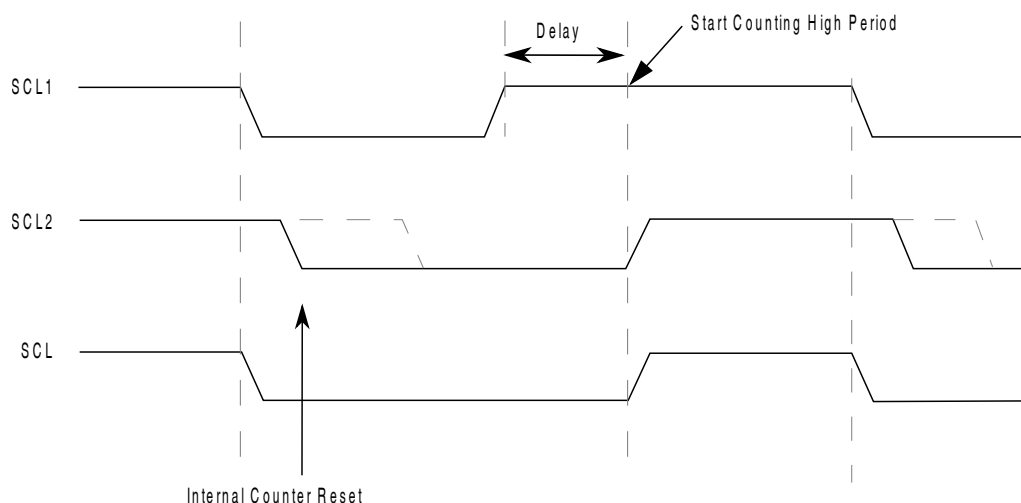 Delay
Start Counting High Period
SCL1
SCL2
SCL
Internal Counter Reset